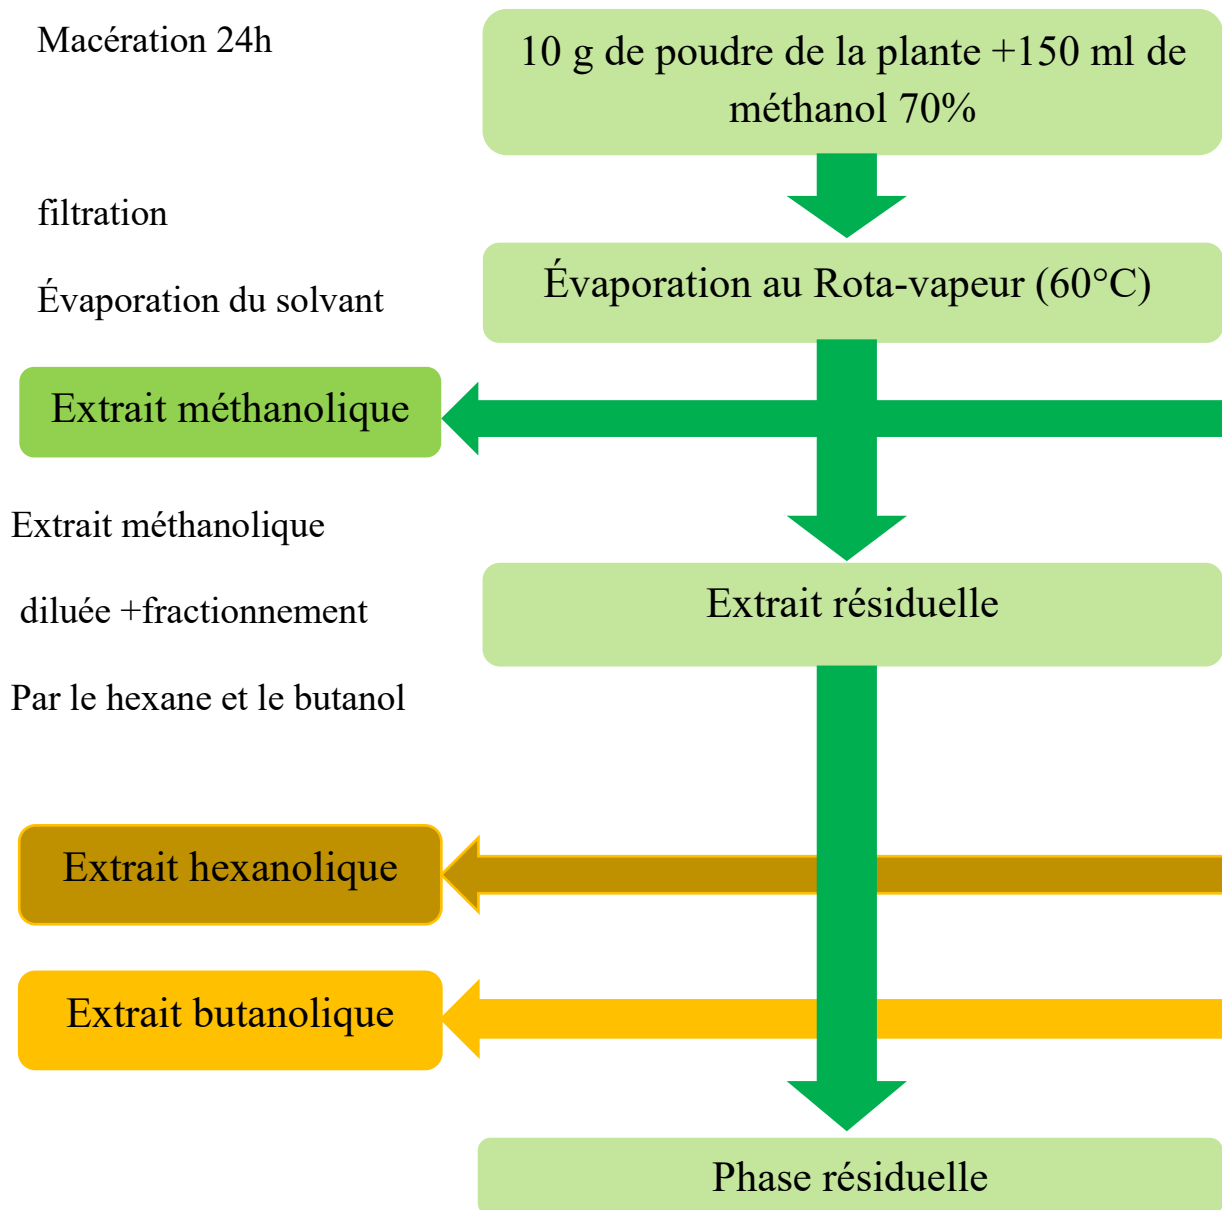 Macération 24h
10 g de poudre de la plante +150 ml de
méthanol 70%
filtration
Évaporation du solvant
Évaporation au Rota-vapeur (60°C)
Extrait méthanolique
Extrait méthanolique
diluée +fractionnement
Par le hexane et le butanol
Extrait résiduelle
Extrait hexanolique
Extrait butanolique
Phase résiduelle